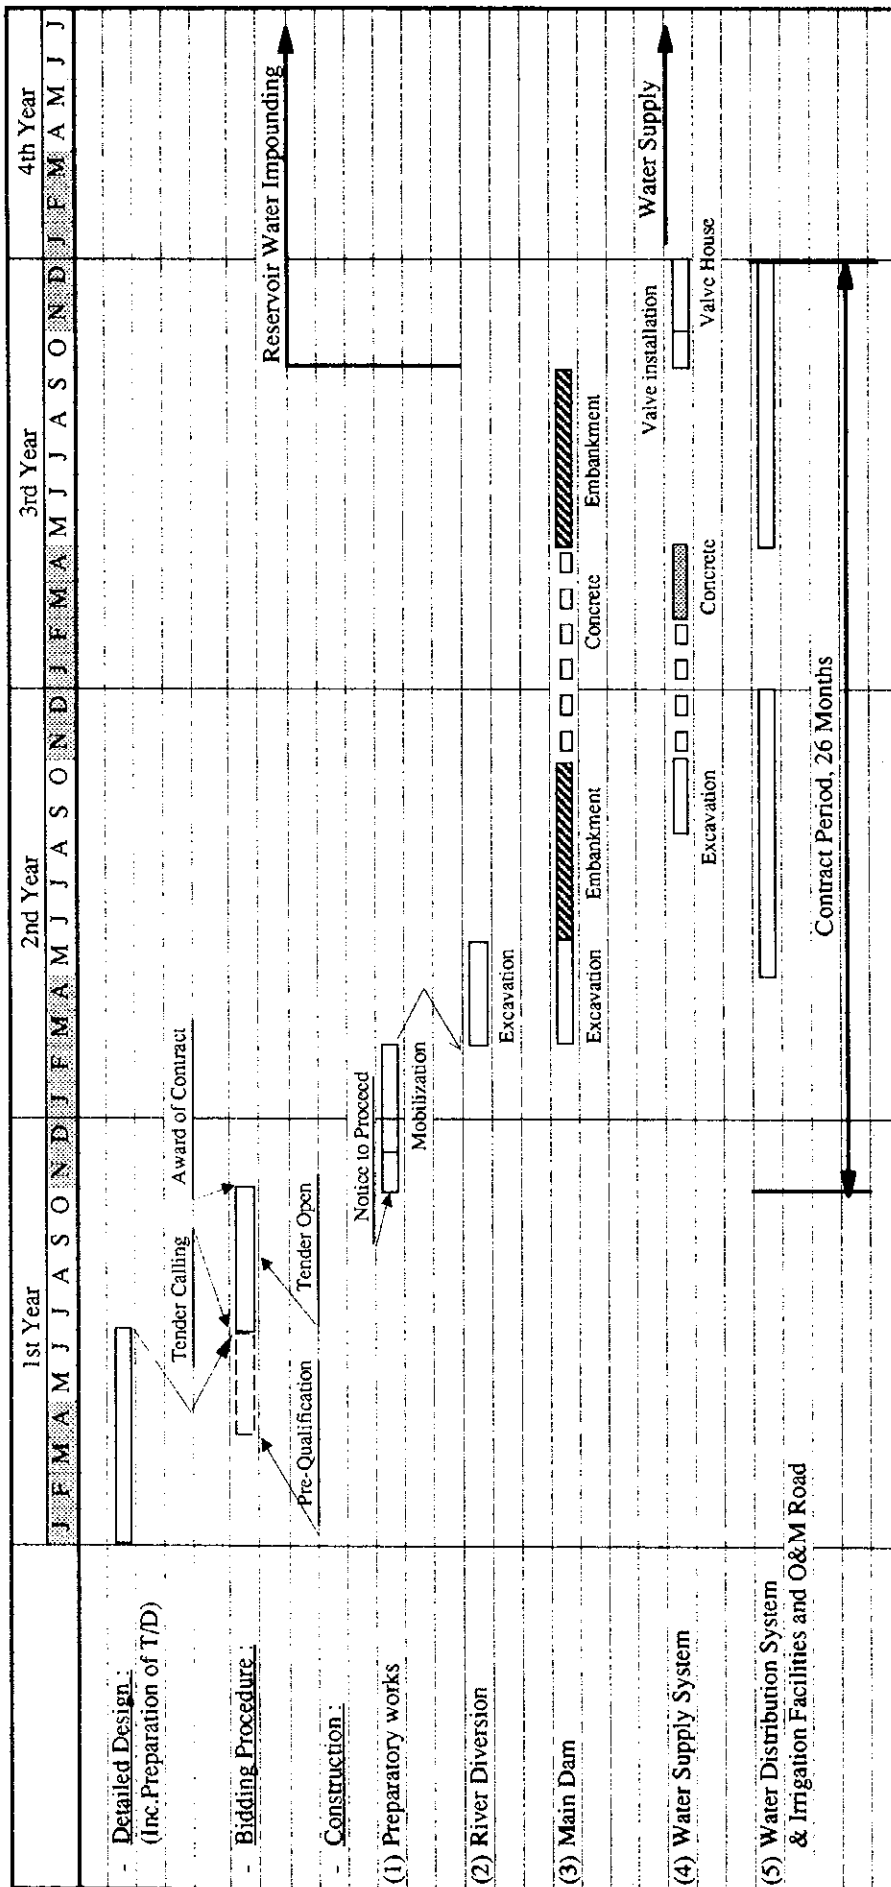 1st Year 2nd Year 3rd Year 4th Year
J F M A M J J A S O N D J F M A M J J A S O N D J F M A M J J A S O N D J F M A M J J
- Detailed Design :
(Inc.Preparation of T/D)
Tender Calling
Award of Contract
- Bidding Procedure :
Pre-Qualification
Tender Open
Reservoir Water Impounding
- Construction :
Notice to Proceed
(1) Preparatory works
Mobilization
(2) River Diversion
Excavation
(3) Main Dam
Excavation Embankment Concrete Embankment
Valve installation
Water Supply
(4) Water Supply System
Excavation Concrete Valve House
(5) Water Distribution System
& Irrigation Facilities and O&M Road
Contract Period, 26 Months